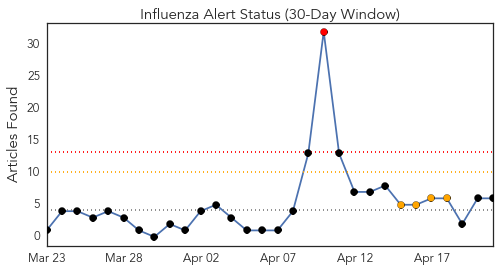 Influenza Alert Status (30-Day Window)
Articles Found
30
25
20
15
10
5
0
Mar 23 Mar 28 Apr 02 Apr 07 Apr 12 Apr 17